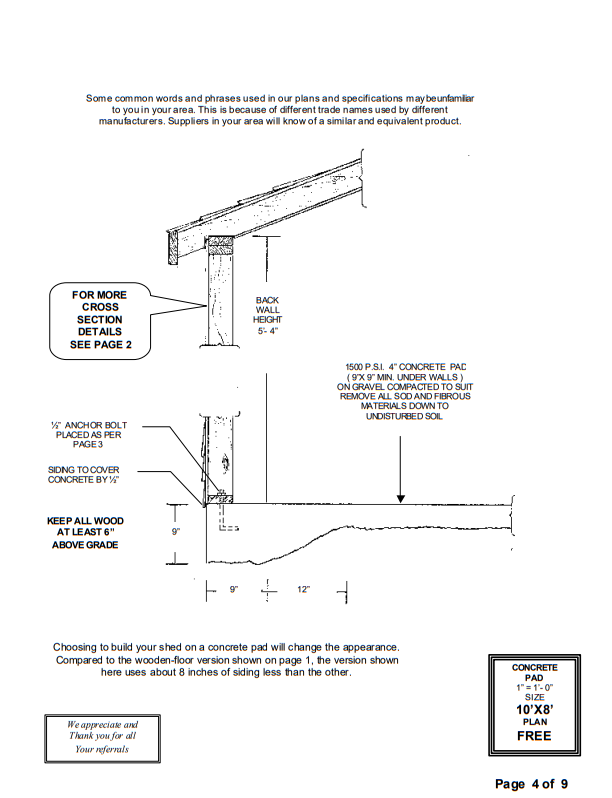 Some common words and phrases used in our plans and specifications may be unfamiliar
to you in your area. This is because of different trade names used by different
manufacturers. Suppliers in your area will know of a similar and equivalent product.
FOR MORE
CROSS
SECTION
DETAILS
SEE PAGE 2
BACK
WALL
HEIGHT
5'- 4"
1500 P.S.I. 4" CONCRETE PAD
( 9"X 9" MIN. UNDER WALLS )
ON GRAVEL COMPACTED TO SUIT
REMOVE ALL SOD AND FIBROUS
MATERIALS DOWN TO
UNDISTURBED SOIL
½" ANCHOR BOLT
PLACED AS PER
PAGE 3
SIDING TO COVER
CONCRETE BY ½"
KEEP ALL WOOD
AT LEAST 6"
ABOVE GRADE
9"
9"
12"
Choosing to build your shed on a concrete pad will change the appearance.
Compared to the wooden-floor version shown on page 1, the version shown
here uses about 8 inches of siding less than the other.
CONCRETE
PAD
1" = 1'- 0"
SIZE
10'X8'
PLAN
FREE
We appreciate and
Thank you for all
Your referrals
Page 4 of 9